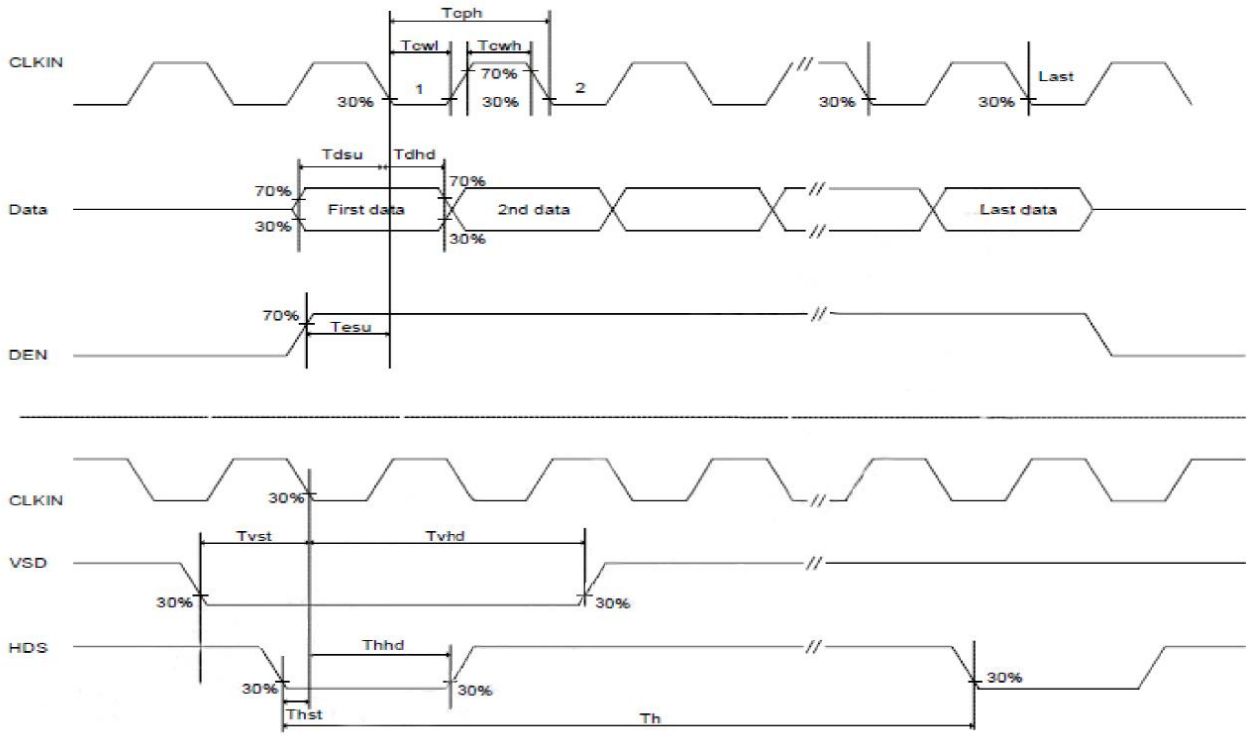 Tcph
Tcwl Tcwh
CLKIN
70%
1 2 Last
30% 30% 30% 30%
Tdsu Tdhd
70% 70%
Data First data 2nd data Last data
30% 30%
70%
Tesu
DEN
CLKIN 30%
Tvst Tvhd
VSD
30% 30%
HDS Thhd
30% 30% 30%
Thst Th